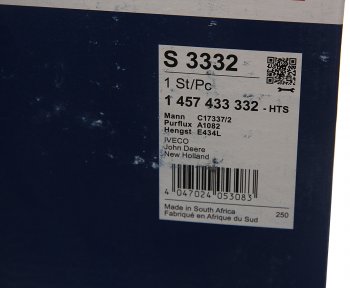 S 3332
1 St/Pc
1 457 433 332 - HTS
Mann C17337/2
Purflux A1082
Hengst E434L
IVECO
John Deere
New Holland
4 047024 053083
Made in South Africa
Fabriqué en Afrique du Sud
250